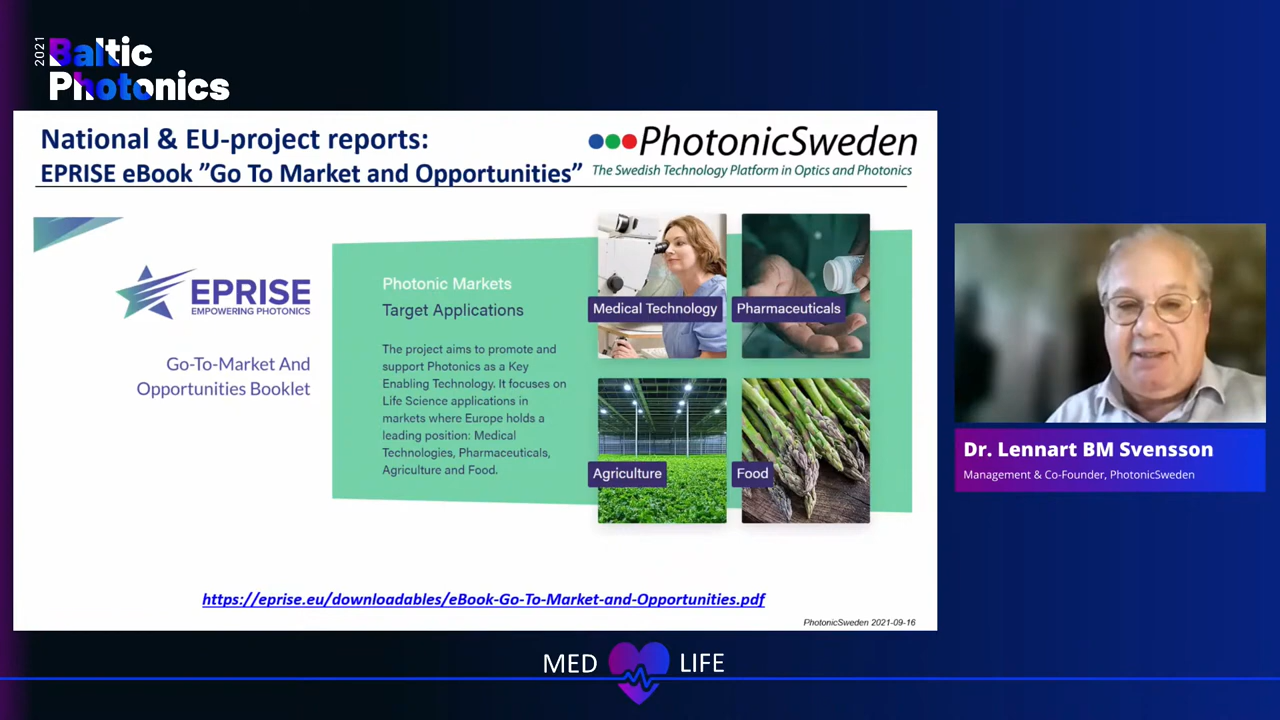 2021
Baltic
Photonics
National & EU-project reports:
EPRISE eBook ”Go To Market and Opportunities”
PhotonicSweden
The Swedish Technology Platform in Optics and Photonics
EPRISE
EMPOWERING PHOTONICS
Go-To-Market And
Opportunities Booklet
Photonic Markets
Target Applications
The project aims to promote and
support Photonics as a Key
Enabling Technology. It focuses on
Life Science applications in
markets where Europe holds a
leading position: Medical
Technologies, Pharmaceuticals,
Agriculture and Food.
Medical Technology
Pharmaceuticals
Agriculture
Food
https://eprise.eu/downloadables/eBook-Go-To-Market-and-Opportunities.pdf
PhotonicSweden 2021-09-16
Dr. Lennart BM Svensson
Management & Co-Founder, PhotonicSweden
MED LIFE